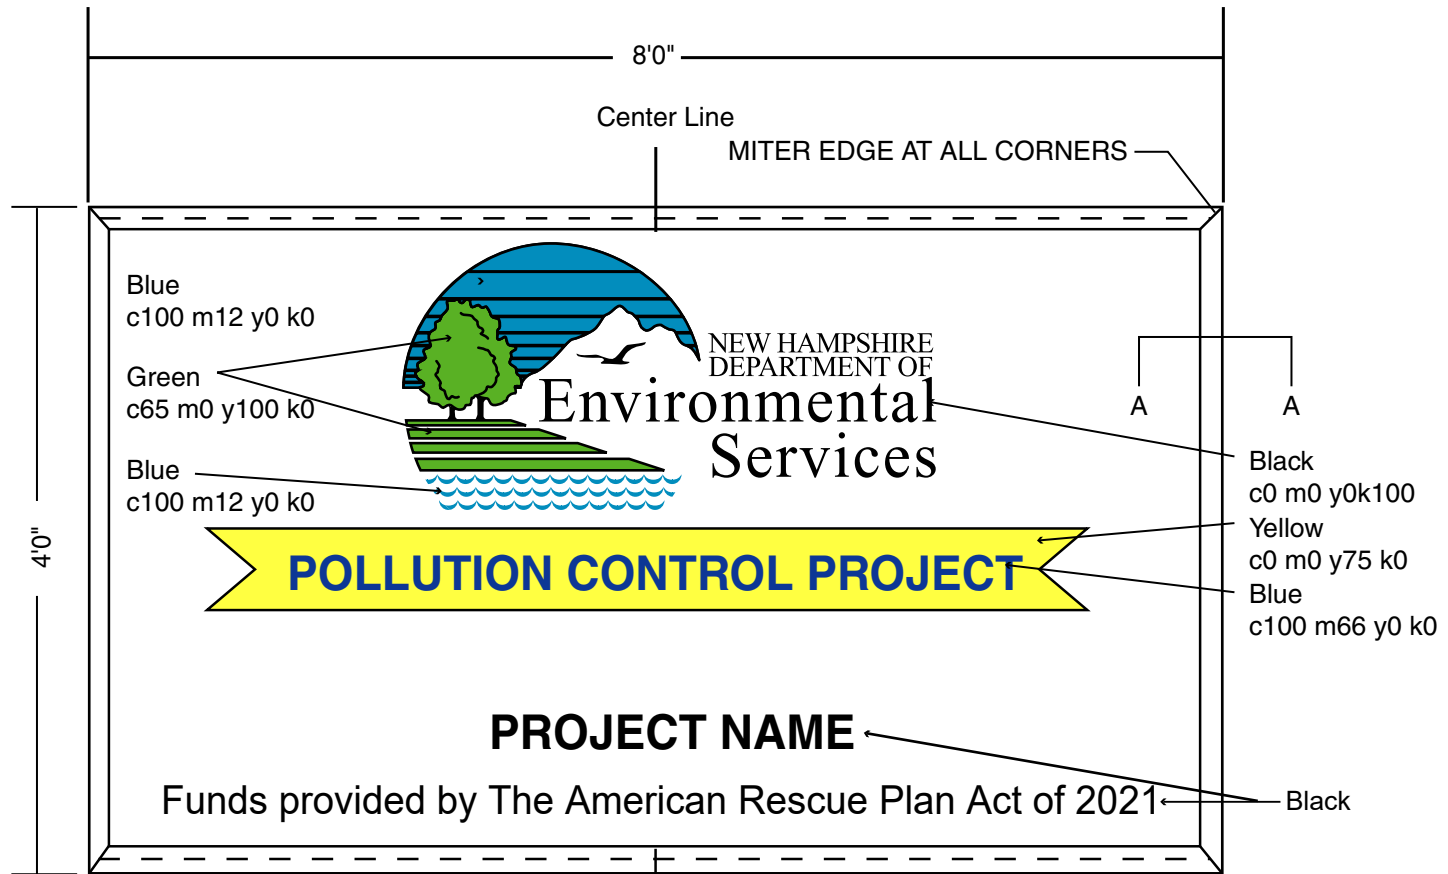 8'0"
Center Line
MITER EDGE AT ALL CORNERS
4'0"
Blue
c100 m12 y0 k0
Green
c65 m0 y100 k0
Blue
c100 m12 y0 k0
NEW HAMPSHIRE
DEPARTMENT OF
Environmental
Services
A A
Black
c0 m0 y0k100
Yellow
c0 m0 y75 k0
Blue
c100 m66 y0 k0
POLLUTION CONTROL PROJECT
PROJECT NAME
Funds provided by The American Rescue Plan Act of 2021
Black